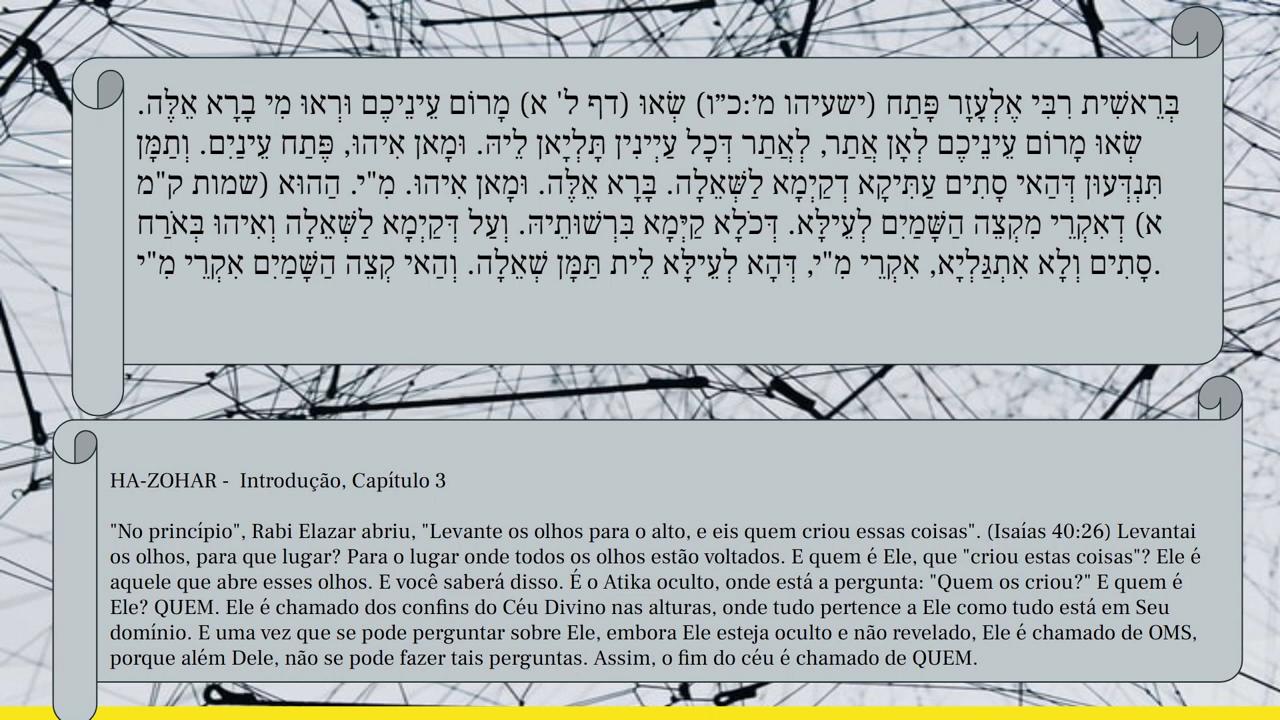 בְּרֵאשִׁית רִבִּי אֶלְעָזָר פָּתַח (ישעיהו מ׳:כ״ו) שְׂאוּ (דף ל' א) מָרוֹם עֵינֵיכֶם וּרְאוּ מִי בָרָא אֵלֶּה.
שְׂאוּ מָרוֹם עֵינֵיכֶם לְאָן אֲתַר, לְאֲתַר דְּכָל עַיְינִין תָּלְיָאן לֵיהּ. וּמָאן אִיהוּ, פֶּתַח עֵינַיִם. וְתַמָּן
תִּנְדְּעוּן דְּהַאי סָתִים עַתִּיקָא דְקַיְמָא לַשְּׁאֵלָה. בָּרָא אֵלֶּה. וּמָאן אִיהוּ. מִ"י. הַהוּא (שמות ק"מ
א) דְאִקְרֵי מִקְצֵה הַשָּׁמַיִם לְעֵילָּא. דְּכֹלָּא קַיְּמָא בִּרְשׁוּתֵיהּ. וְעַל דְּקַיְמָא לַשְּׁאֵלָה וְאִיהוּ בְּאֹרַח
סָתִים וְלָא אִתְגַּלְיָא, אִקְרֵי מִ"י, דְּהָא לְעֵילָּא לֵית תַּמָּן שְׁאֵלָה. וְהַאי קְצֵה הַשָּׁמַיִם אִקְרֵי מִ"י.
HA-ZOHAR - Introdução, Capítulo 3
"No princípio", Rabi Elazar abriu, "Levante os olhos para o alto, e eis quem criou essas coisas". (Isaías 40:26) Levantai
os olhos, para que lugar? Para o lugar onde todos os olhos estão voltados. E quem é Ele, que "criou estas coisas"? Ele é
aquele que abre esses olhos. E você saberá disso. É o Atika oculto, onde está a pergunta: "Quem os criou?" E quem é
Ele? QUEM. Ele é chamado dos confins do Céu Divino nas alturas, onde tudo pertence a Ele como tudo está em Seu
domínio. E uma vez que se pode perguntar sobre Ele, embora Ele esteja oculto e não revelado, Ele é chamado de OMS,
porque além Dele, não se pode fazer tais perguntas. Assim, o fim do céu é chamado de QUEM.